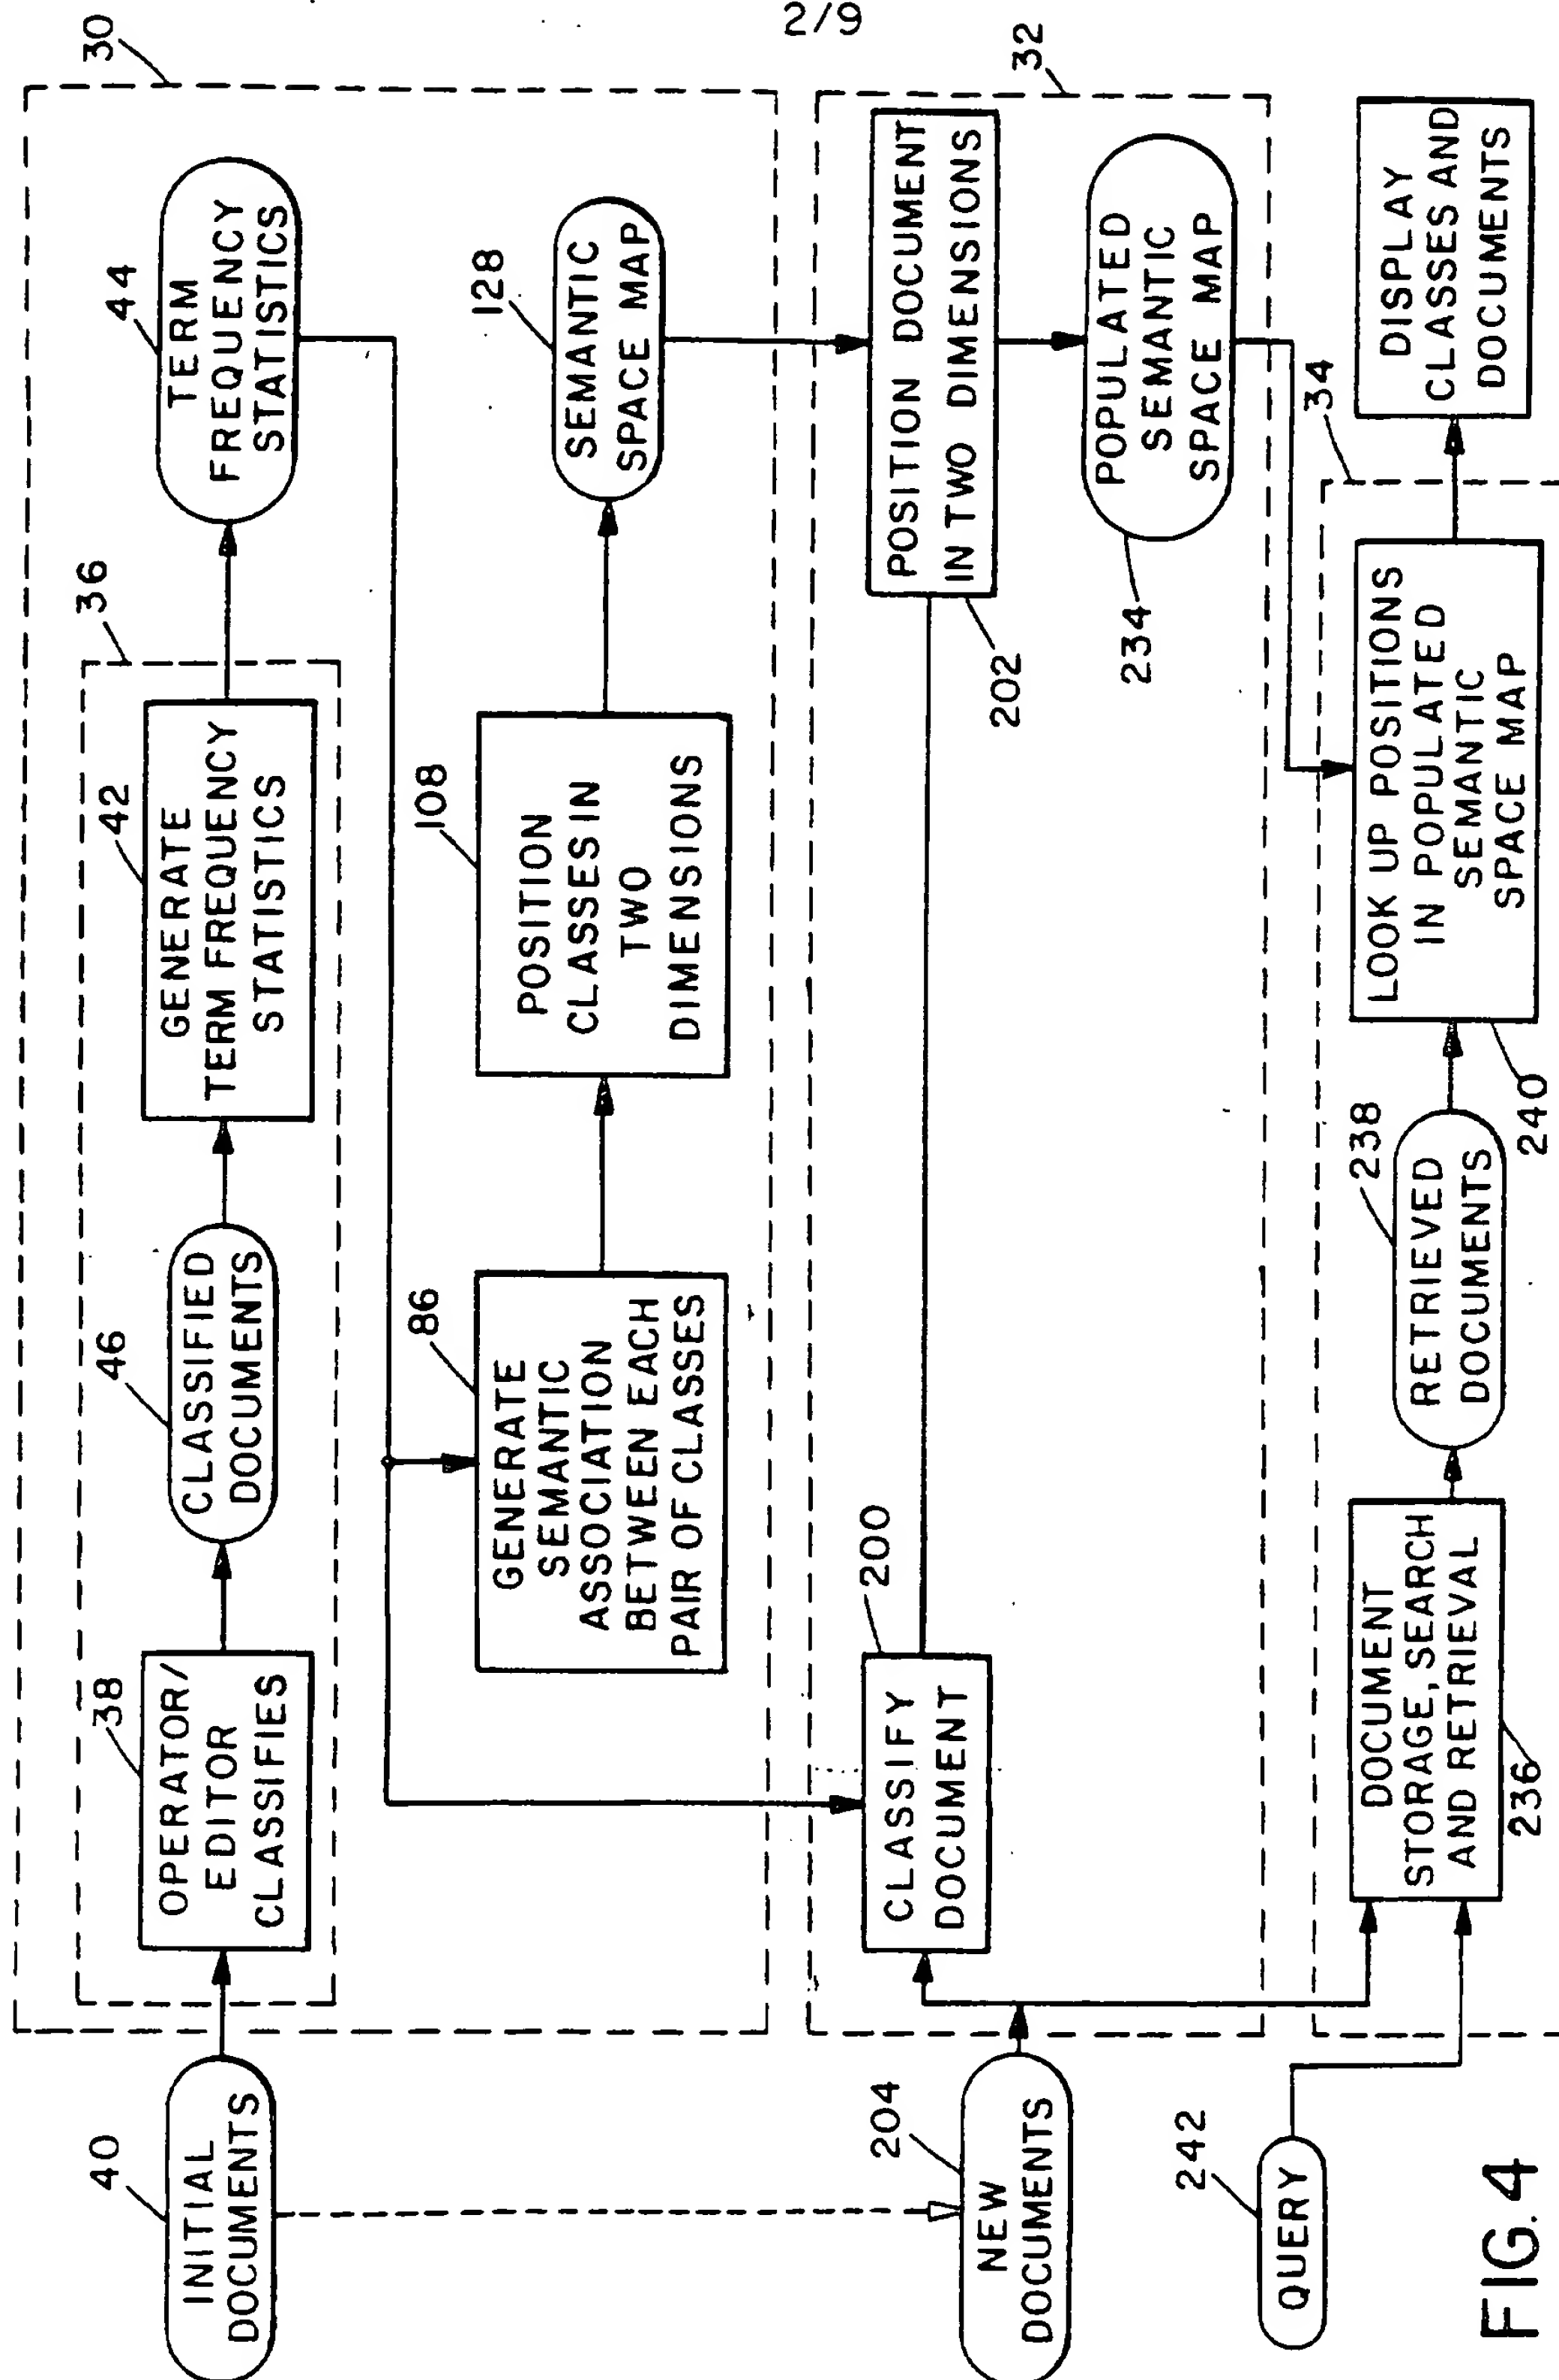 2/9
30
40
INITIAL
DOCUMENTS
38
OPERATOR/
EDITOR
CLASSIFIES
46
CLASSIFIED
DOCUMENTS
36
42
GENERATE
TERM FREQUENCY
STATISTICS
44
TERM
FREQUENCY
STATISTICS
86
GENERATE
SEMANTIC
ASSOCIATION
BETWEEN EACH
PAIR OF CLASSES
108
POSITION
CLASSES IN
TWO
DIMENSIONS
128
SEMANTIC
SPACE MAP
32
204
NEW
DOCUMENTS
200
CLASSIFY
DOCUMENT
202
POSITION DOCUMENT
IN TWO DIMENSIONS
234
POPULATED
SEMANTIC
SPACE MAP
34
242
QUERY
236
DOCUMENT
STORAGE, SEARCH
AND RETRIEVAL
238
RETRIEVED
DOCUMENTS
240
LOOK UP POSITIONS
IN POPULATED
SEMANTIC
SPACE MAP
DISPLAY
CLASSES AND
DOCUMENTS
FIG. 4